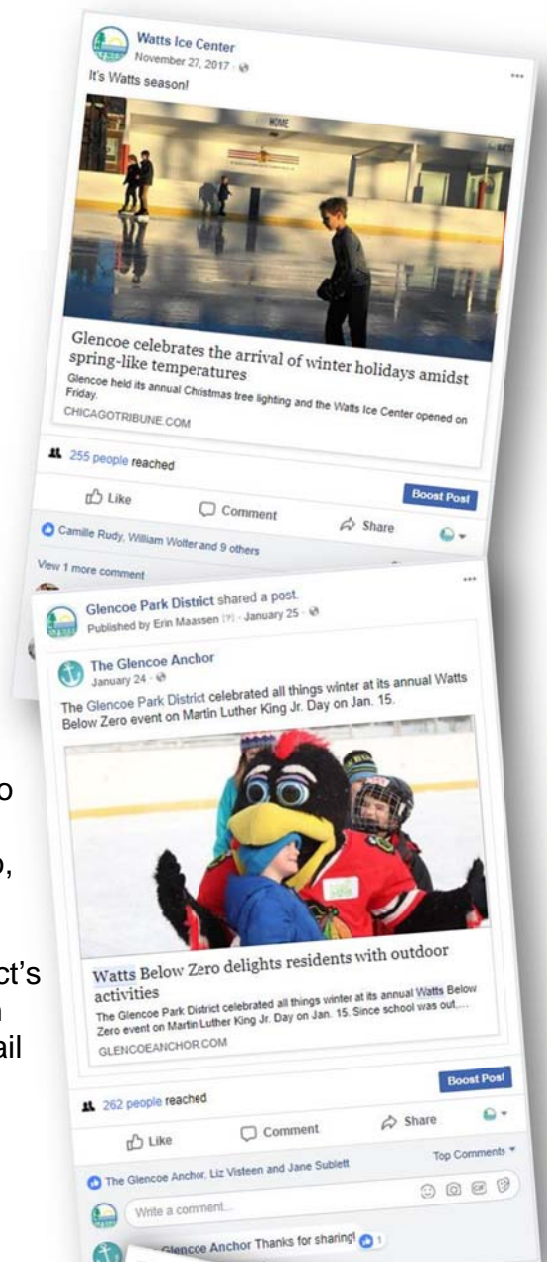 Watts Ice Center
November 27, 2017
It's Watts season!
HOME
Glencoe celebrates the arrival of winter holidays amidst
spring-like temperatures
Glencoe held its annual Christmas tree lighting and the Watts Ice Center opened on
Friday.
CHICAGOTRIBUNE.COM
255 people reached
Boost Post
Like
Comment
Share
Camille Rudy, William Wolter and 9 others
View 1 more comment
Glencoe Park District shared a post.
Published by Erin Maassen [?] · January 25 ·
The Glencoe Anchor
January 24 ·
The Glencoe Park District celebrated all things winter at its annual Watts
Below Zero event on Martin Luther King Jr. Day on Jan. 15.
o
o,
ct's
n
ail
Watts Below Zero delights residents with outdoor
activities
The Glencoe Park District celebrated all things winter at its annual Watts Below
Zero event on Martin Luther King Jr. Day on Jan. 15. Since school was out,...
GLENCOEANCHOR.COM
262 people reached
Boost Post
Like
Comment
Share
The Glencoe Anchor, Liz Visteen and Jane Sublett
Top Comments
Write a comment...
GIF
Glencoe Anchor Thanks for sharing! 1